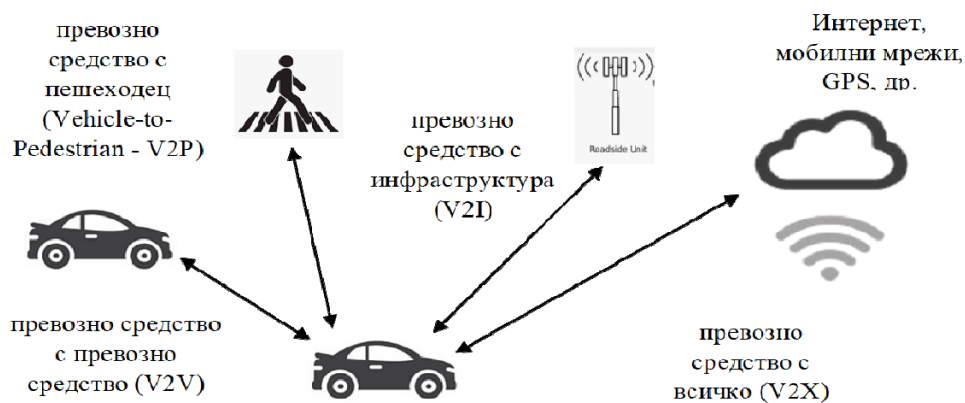 превозно
средство с
пешеходец
(Vehicle-to-
Pedestrian - V2P)
превозно
средство с
инфраструктура
(V2I)
Roadside Unit
Интернет,
мобилни мрежи,
GPS, др.
превозно средство
с превозно
средство (V2V)
превозно
средство с
всичко (V2X)